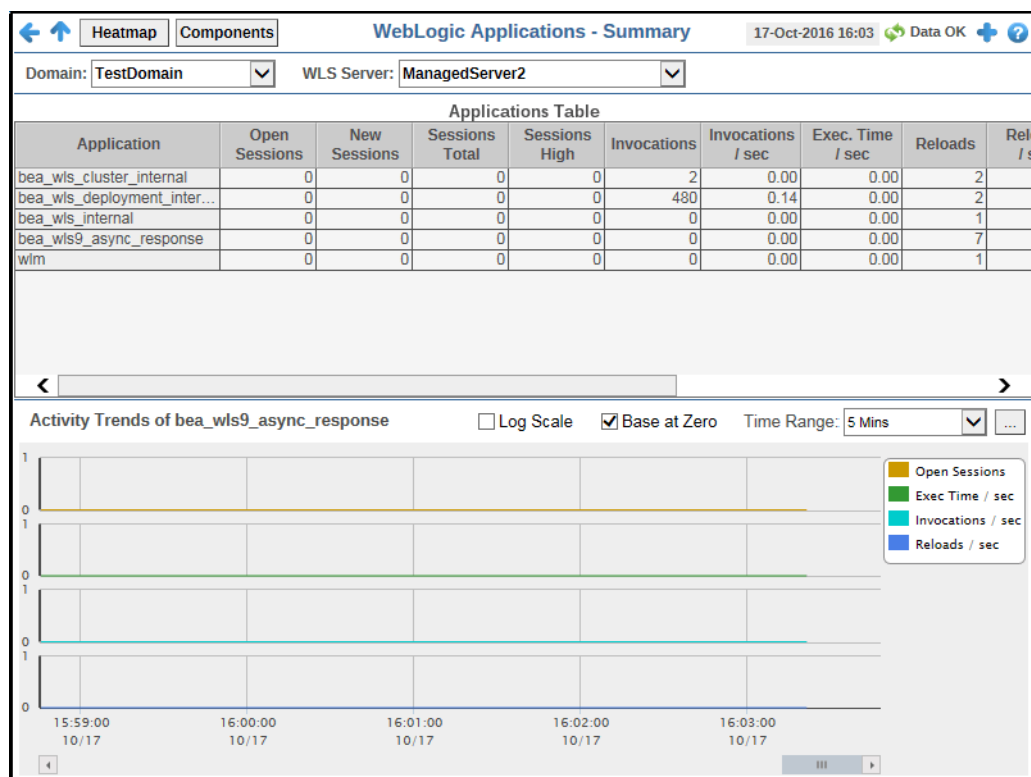 Heatmap Components WebLogic Applications - Summary 17-Oct-2016 16:03 Data OK ?
Domain: TestDomain WLS Server: ManagedServer2
Applications Table
Application Open Sessions New Sessions Sessions Total Sessions High Invocations Invocations / sec Exec. Time / sec Reloads
bea_wls_cluster_internal 0 0 0 0 2 0.00 0.00 2
bea_wls_deployment_inter... 0 0 0 0 480 0.14 0.00 2
bea_wls_internal 0 0 0 0 0 0.00 0.00 1
bea_wls9_async_response 0 0 0 0 0 0.00 0.00 7
wlm 0 0 0 0 0 0.00 0.00 1
Activity Trends of bea_wls9_async_response Log Scale Base at Zero Time Range: 5 Mins ...
1
0
1
0
1
0
1
0
Open Sessions
Exec Time / sec
Invocations / sec
Reloads / sec
15:59:00 16:00:00 16:01:00 16:02:00 16:03:00
10/17 10/17 10/17 10/17 10/17